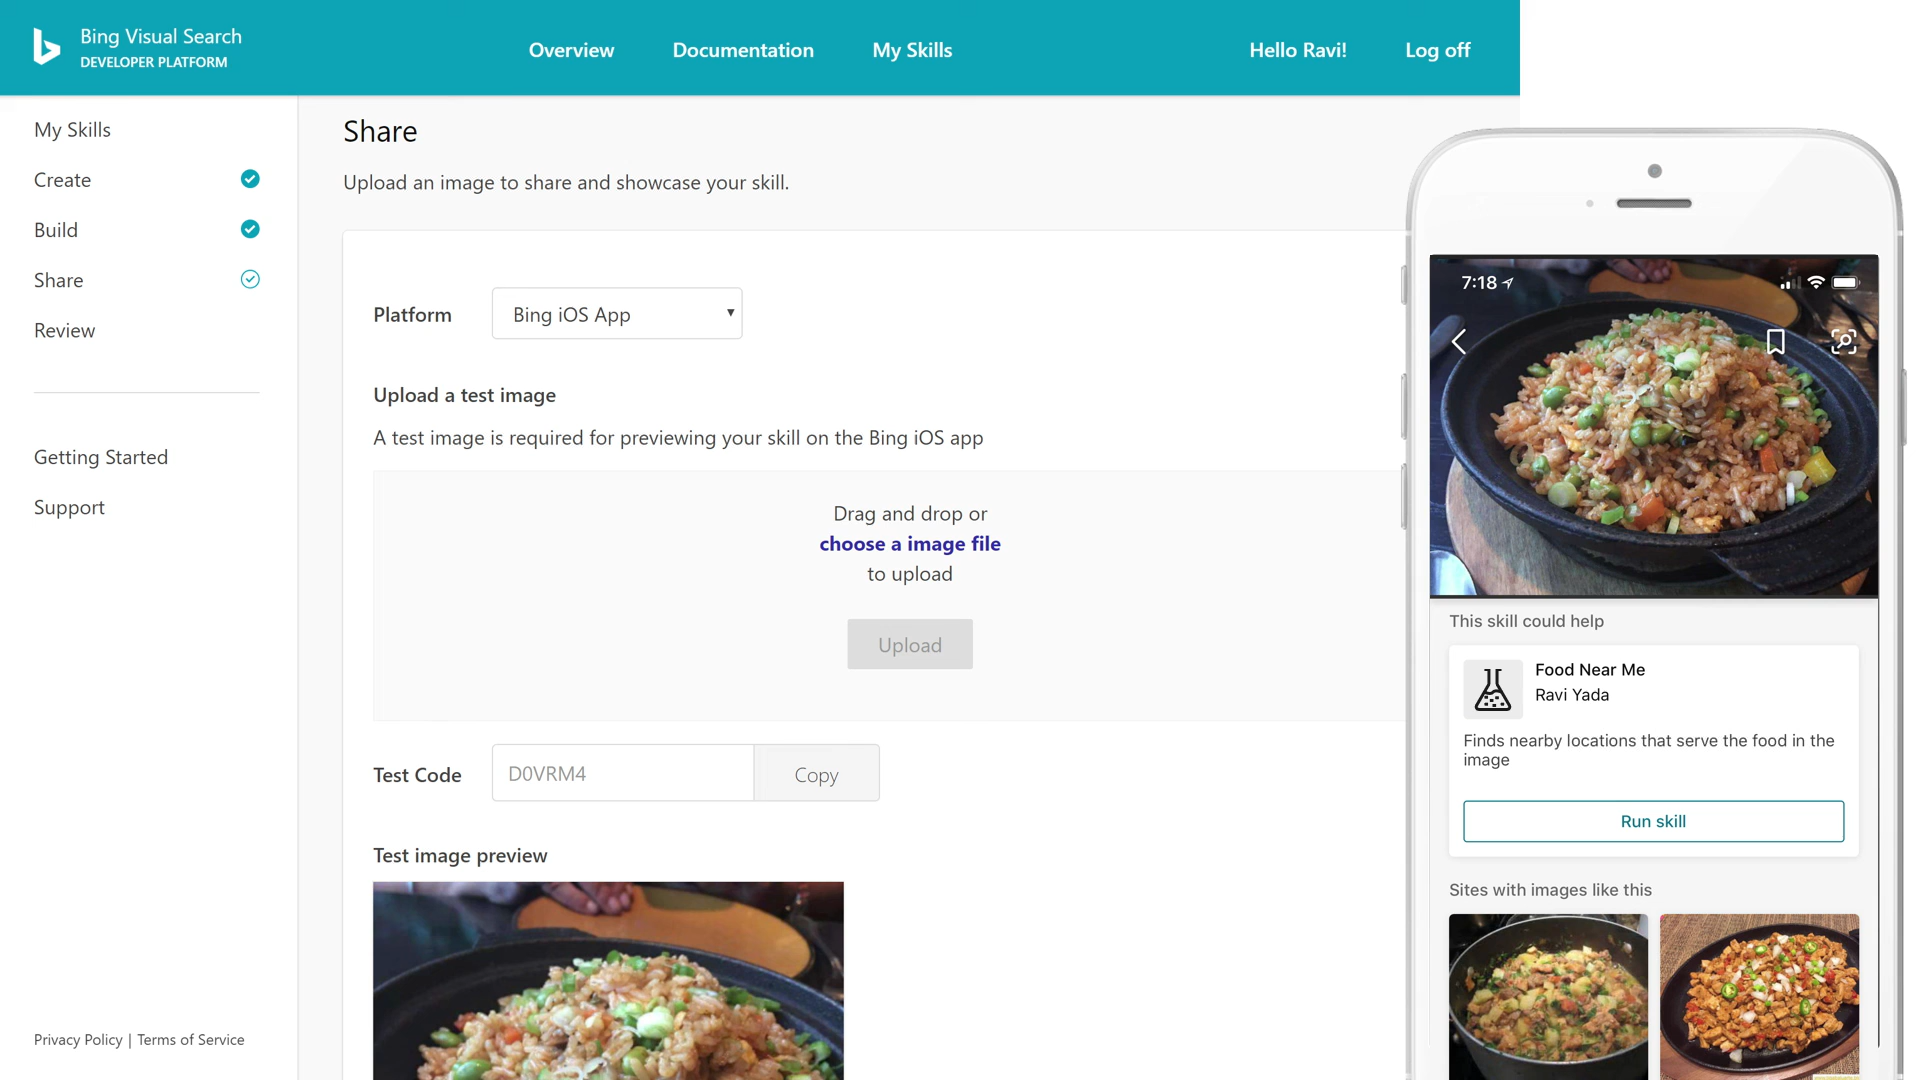 Bing Visual Search
DEVELOPER PLATFORM
Overview
Documentation
My Skills
Hello Ravi!
Log off
My Skills
Create
Build
Share
Review
Getting Started
Support
Privacy Policy | Terms of Service
Share
Upload an image to share and showcase your skill.
Platform
Bing iOS App
Upload a test image
A test image is required for previewing your skill on the Bing iOS app
Drag and drop or
choose a image file
to upload
Upload
Test Code
D0VRM4
Copy
Test image preview
7:18
This skill could help
Food Near Me
Ravi Yada
Finds nearby locations that serve the food in the
image
Run skill
Sites with images like this